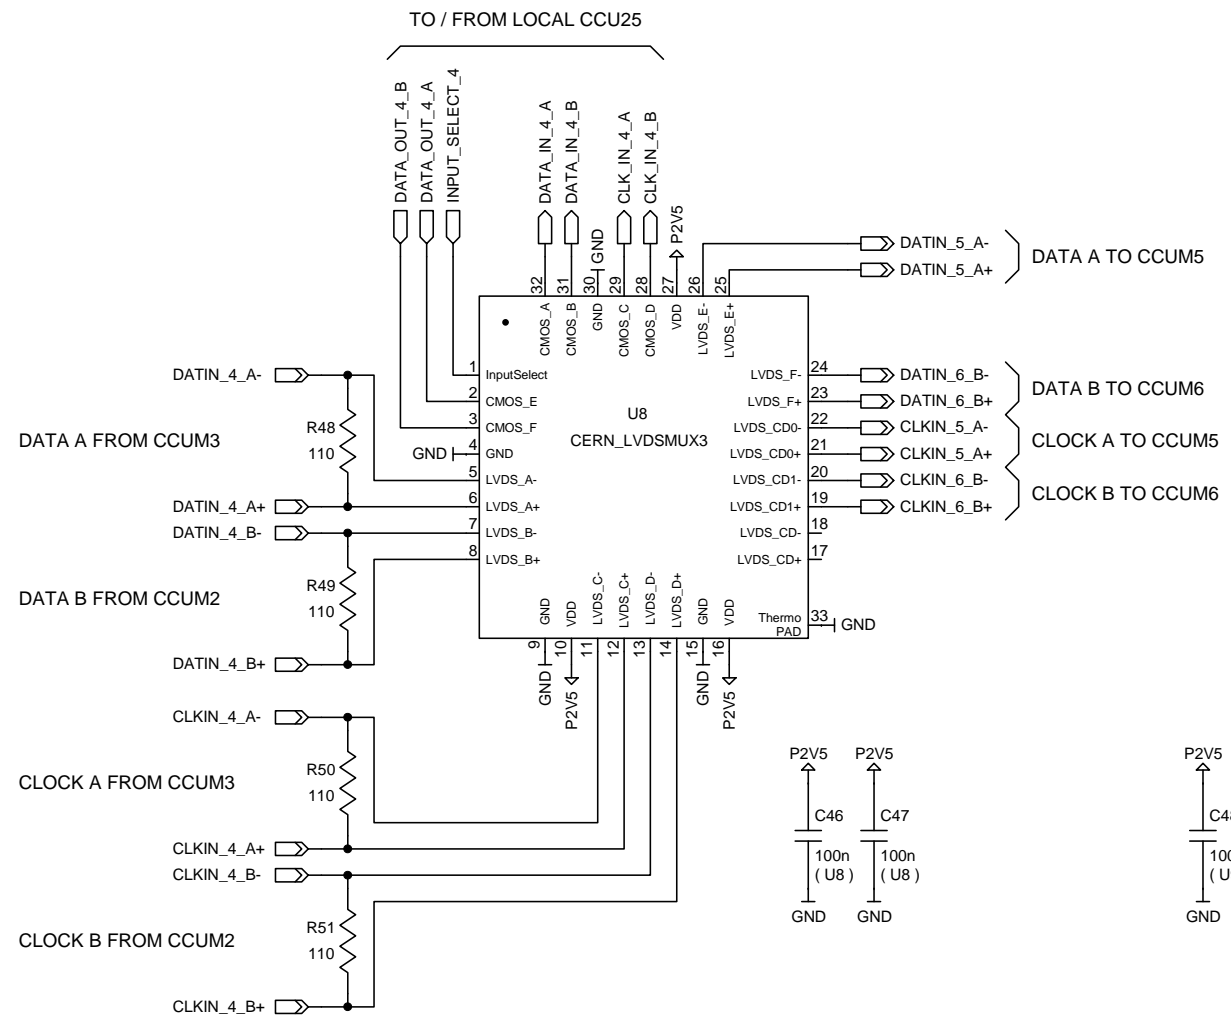 TO / FROM LOCAL CCU25
DATA_OUT_4_B
DATA_OUT_4_A
INPUT_SELECT_4
DATA_IN_4_A
DATA_IN_4_B
GND
CLK_IN_4_A
CLK_IN_4_B
P2V5
32
31
30
29
28
27
26
25
CMOS_A
CMOS_B
GND
CMOS_C
CMOS_D
VDD
LVDS_E-
LVDS_E+
DATIN_5_A-
DATIN_5_A+
DATA A TO CCUM5
DATIN_4_A-
R48
110
DATA A FROM CCUM3
DATIN_4_A+
DATIN_4_B-
R49
110
DATA B FROM CCUM2
DATIN_4_B+
1 InputSelect
2 CMOS_E
3 CMOS_F
GND 4 GND
5 LVDS_A-
6 LVDS_A+
7 LVDS_B-
8 LVDS_B+
U8
CERN_LVDSMUX3
LVDS_F- 24 DATIN_6_B-
LVDS_F+ 23 DATIN_6_B+
LVDS_CD0- 22 CLKIN_5_A-
LVDS_CD0+ 21 CLKIN_5_A+
LVDS_CD1- 20 CLKIN_6_B-
LVDS_CD1+ 19 CLKIN_6_B+
LVDS_CD- 18
LVDS_CD+ 17
Thermo
PAD
33 GND
DATA B TO CCUM6
CLOCK A TO CCUM5
CLOCK B TO CCUM6
GND
VDD
LVDS_C-
LVDS_C+
LVDS_D-
LVDS_D+
GND
VDD
9
10
11
12
13
14
15
16
GND
P2V5
GND
P2V5
CLKIN_4_A-
R50
110
CLOCK A FROM CCUM3
CLKIN_4_A+
CLKIN_4_B-
R51
110
CLOCK B FROM CCUM2
CLKIN_4_B+
P2V5
C46
100n
( U8 )
GND
P2V5
C47
100n
( U8 )
GND
P2V5
GND